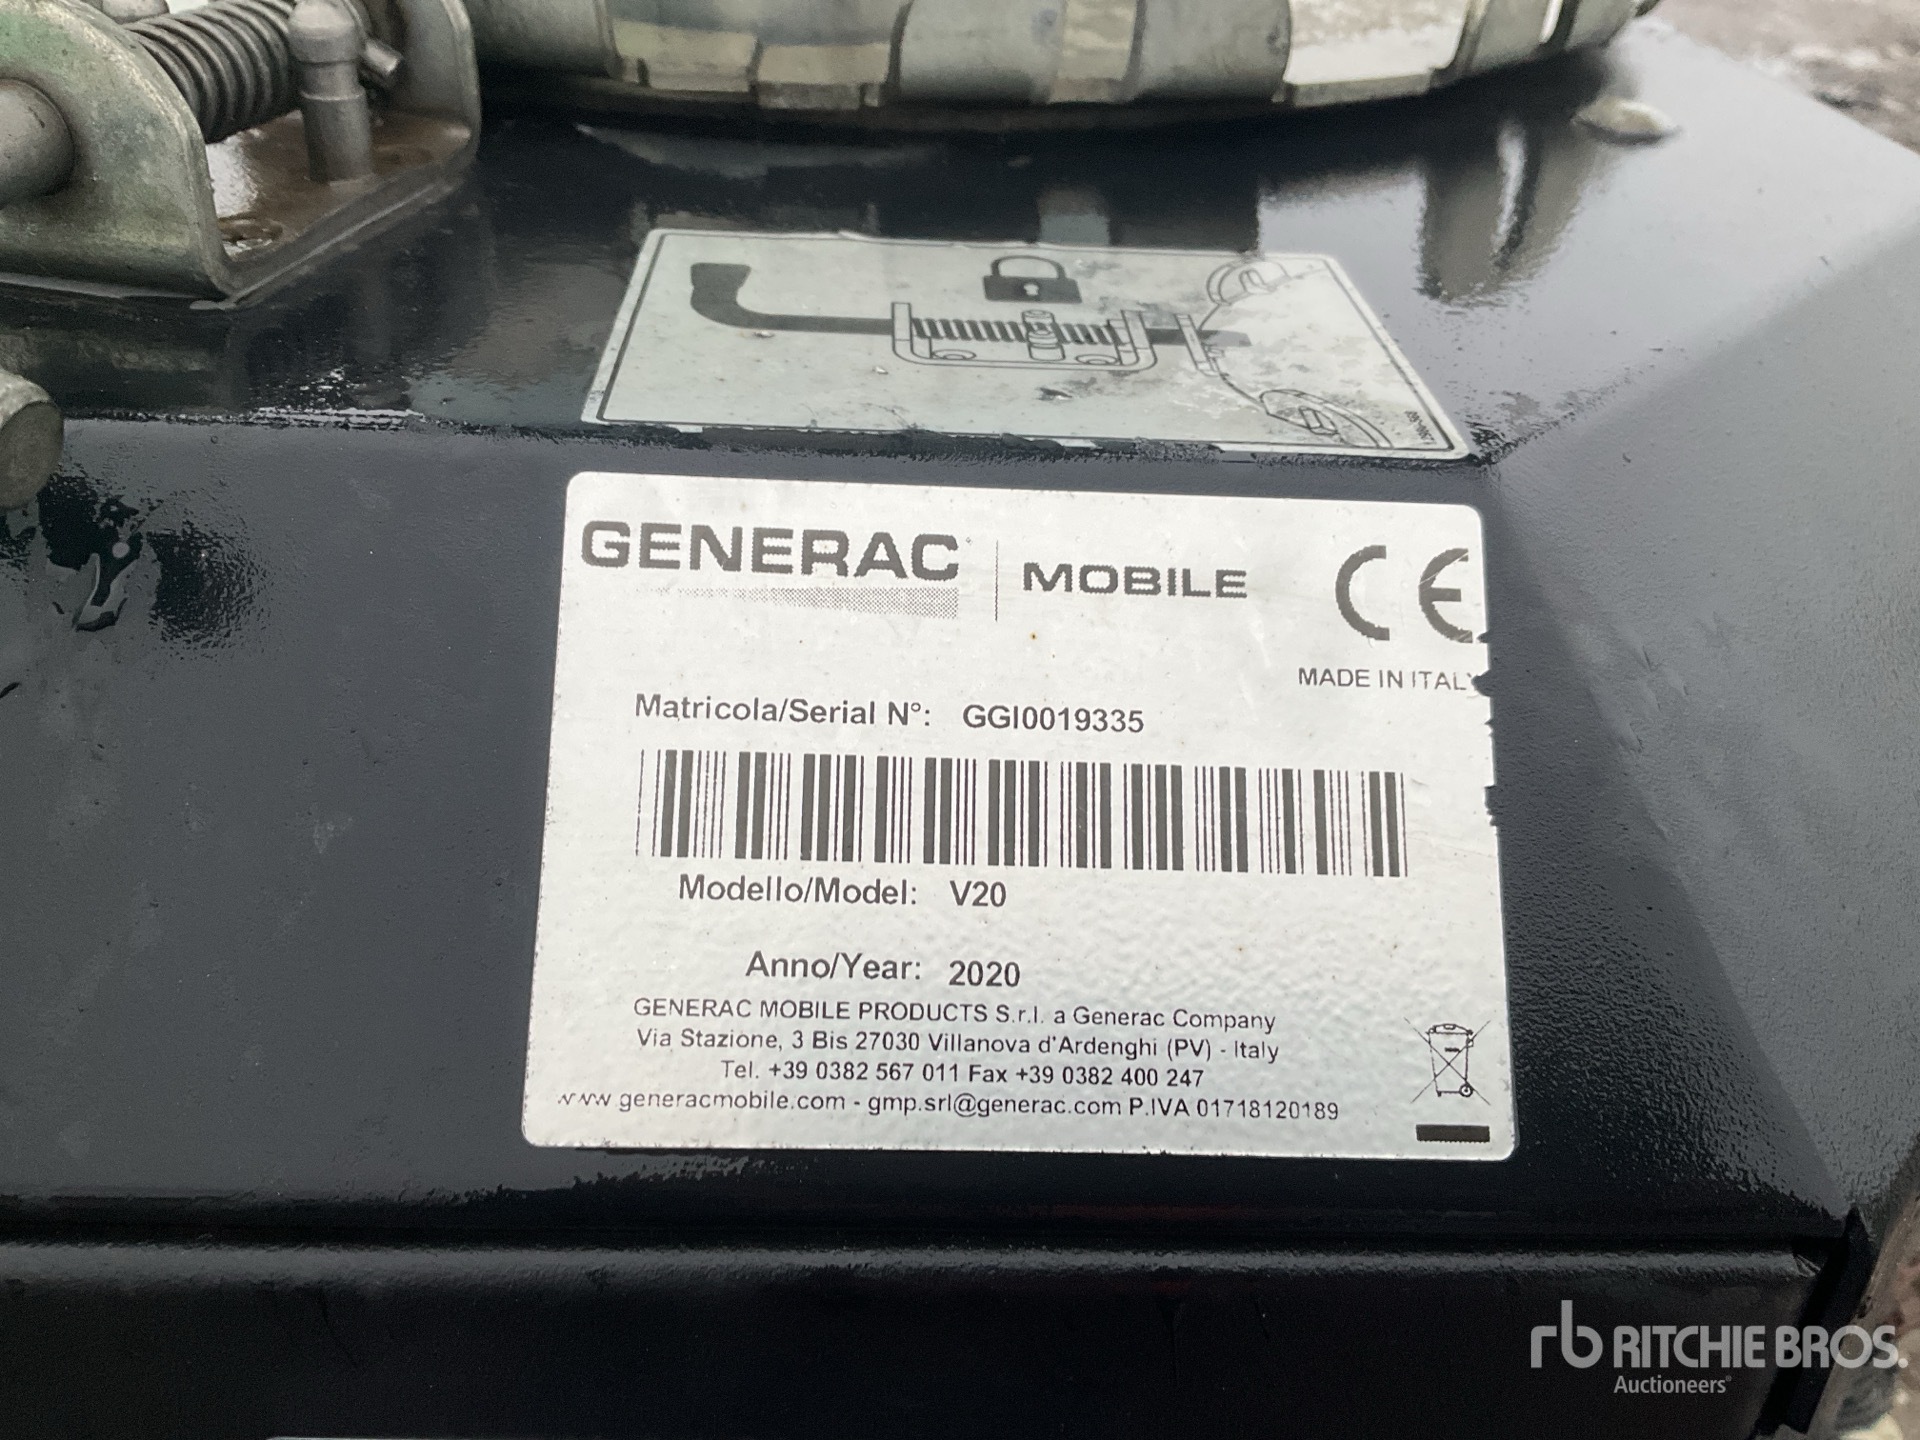 GENERAC MOBILE CE
MADE IN ITALY
Matricola/Serial N°: GGI0019335
Modello/Model: V20
Anno/Year: 2020
GENERAC MOBILE PRODUCTS S.r.l. a Generac Company
Via Stazione, 3 Bis 27030 Villanova d'Ardenghi (PV) - Italy
Tel. +39 0382 567 011 Fax +39 0382 400 247
www.generacmobile.com - gmp.srl@generac.com P.IVA 01718120189
rb RITCHIE BROS.
Auctioneers